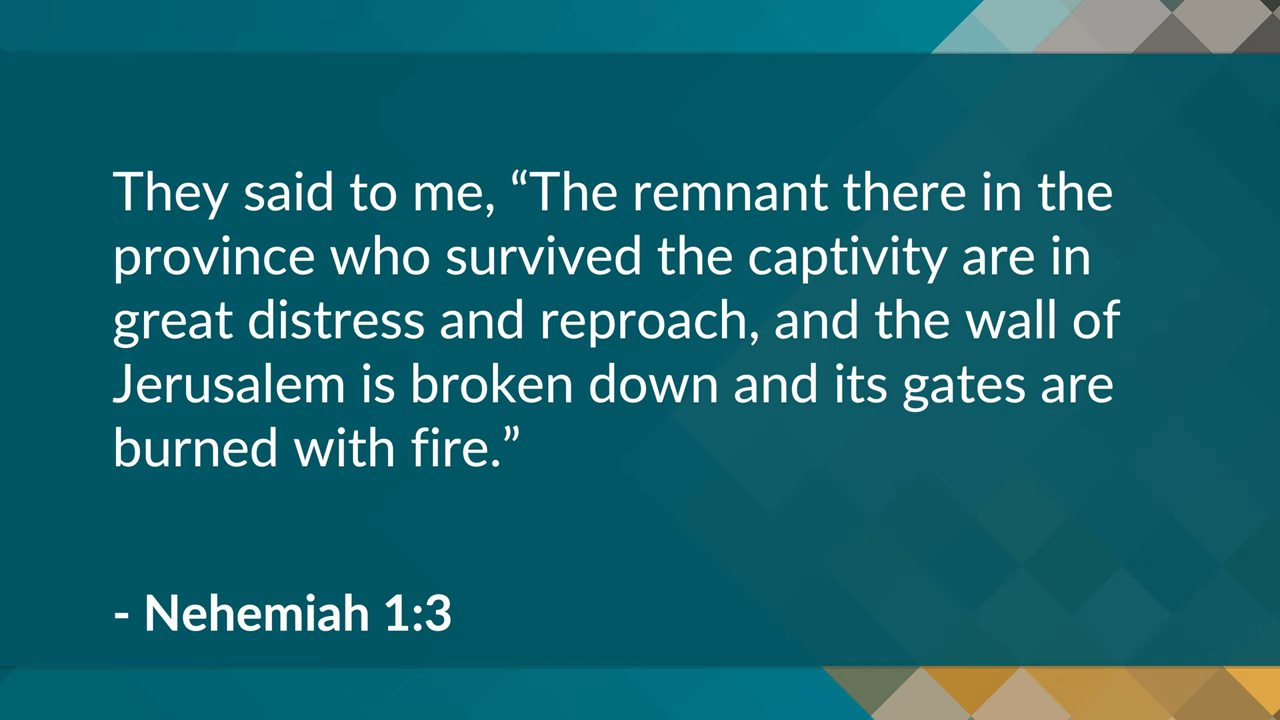 They said to me, “The remnant there in the
province who survived the captivity are in
great distress and reproach, and the wall of
Jerusalem is broken down and its gates are
burned with fire.”
- Nehemiah 1:3